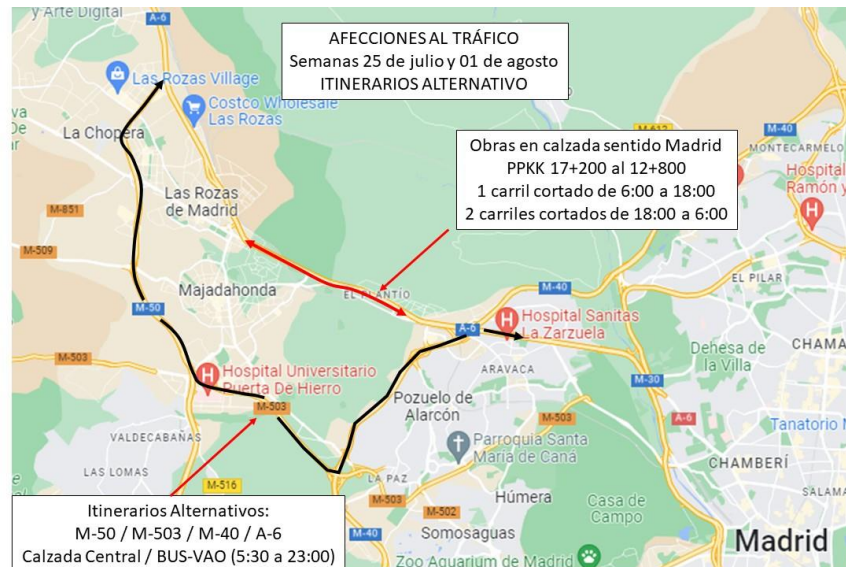 y Arte Digital
A-6
AFECCIONES AL TRÁFICO
Semanas 25 de julio y 01 de agosto
ITINERARIOS ALTERNATIVO
Las Rozas Village
Costco Wholesale
Las Rozas
La Chopera
Obras en calzada sentido Madrid
PPKK 17+200 al 12+800
1 carril cortado de 6:00 a 18:00
2 carriles cortados de 18:00 a 6:00
M-40
MONTECARMELO
Hospital
Ramón y
Las Rozas
de Madrid
M-851
M-509
Majadahonda
EL PLANTÍO
M-40
EL PILAR
M-50
A-6
Hospital Sanitas
La Zarzuela
Dehesa de
la Villa
CHAMA
M-503
Hospital Universitario
Puerta De Hierro
ARAVACA
M-30
M-503
Pozuelo de
Alarcón
M-503
A-6
Tanatorio M
VALDECABAÑAS
Parroquia Santa
María de Caná
CHAMBERÍ
LAS LOMAS
M-516
LA PAZ
M-503
Húmera
SALAMA
M-502
Casa de
Campo
Itinerarios Alternativos:
M-50 / M-503 / M-40 / A-6
Calzada Central / BUS-VAO (5:30 a 23:00)
M-40
Somosaguas
Madrid
Zoo Aquarium de Madrid